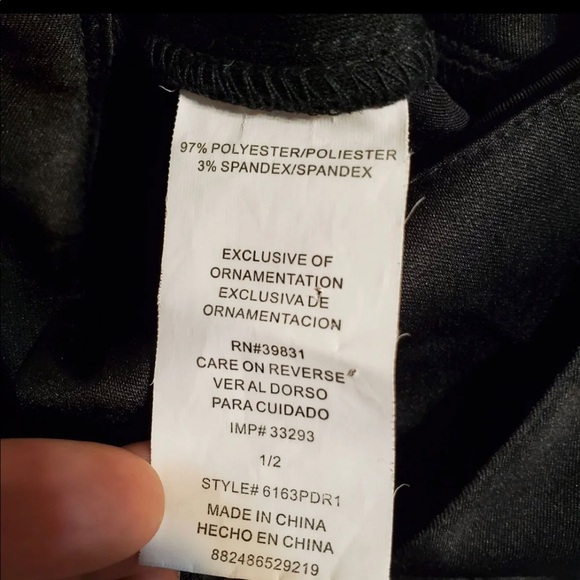 97% POLYESTER/POLIESTER
3% SPANDEX/SPANDEX
EXCLUSIVE OF
ORNAMENTATION
EXCLUSIVA DE
ORNAMENTACION
RN#39831
CARE ON REVERSE
VER AL DORSO
PARA CUIDADO
IMP# 33293
1/2
STYLE# 6163PDR1
MADE IN CHINA
HECHO EN CHINA
882486529219